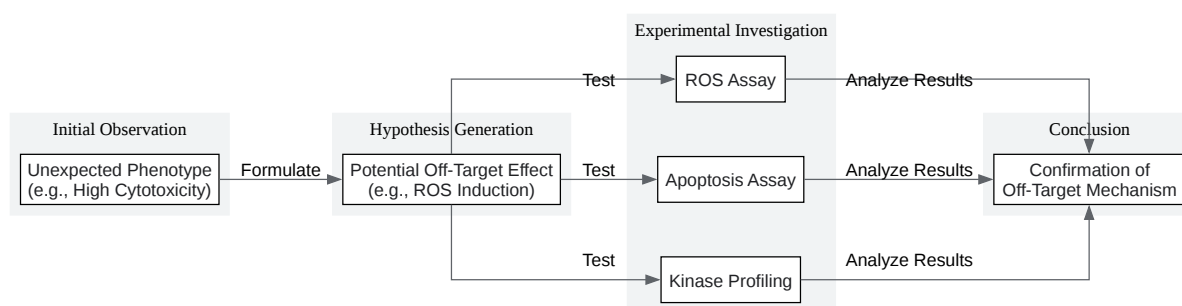 Experimental Investigation
Test
ROS Assay
Analyze Results
Initial Observation
Hypothesis Generation
Conclusion
Unexpected Phenotype
(e.g., High Cytotoxicity)
Formulate
Potential Off-Target Effect
(e.g., ROS Induction)
Test
Apoptosis Assay
Analyze Results
Confirmation of
Off-Target Mechanism
Test
Kinase Profiling
Analyze Results